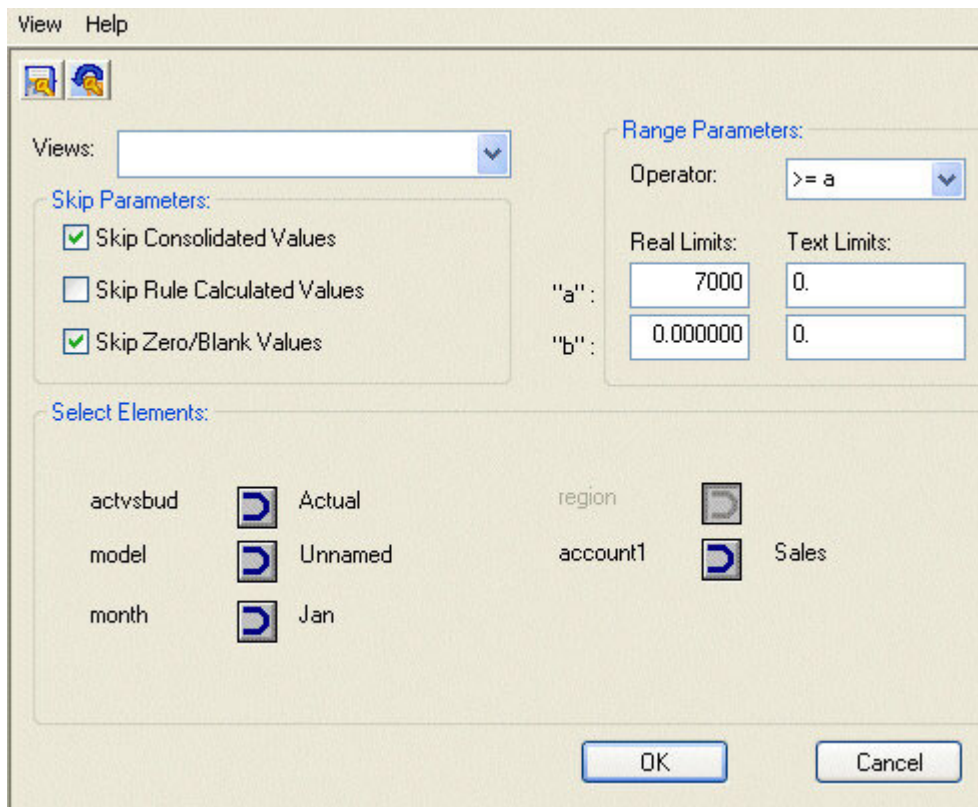 View Help
Views:
Skip Parameters:
Skip Consolidated Values
Skip Rule Calculated Values
Skip Zero/Blank Values
Range Parameters:
Operator: >= a
Real Limits: Text Limits:
"a" : 7000 0.
"b" : 0.000000 0.
Select Elements:
actvsbud Actual region
model Unnamed account1 Sales
month Jan
OK Cancel